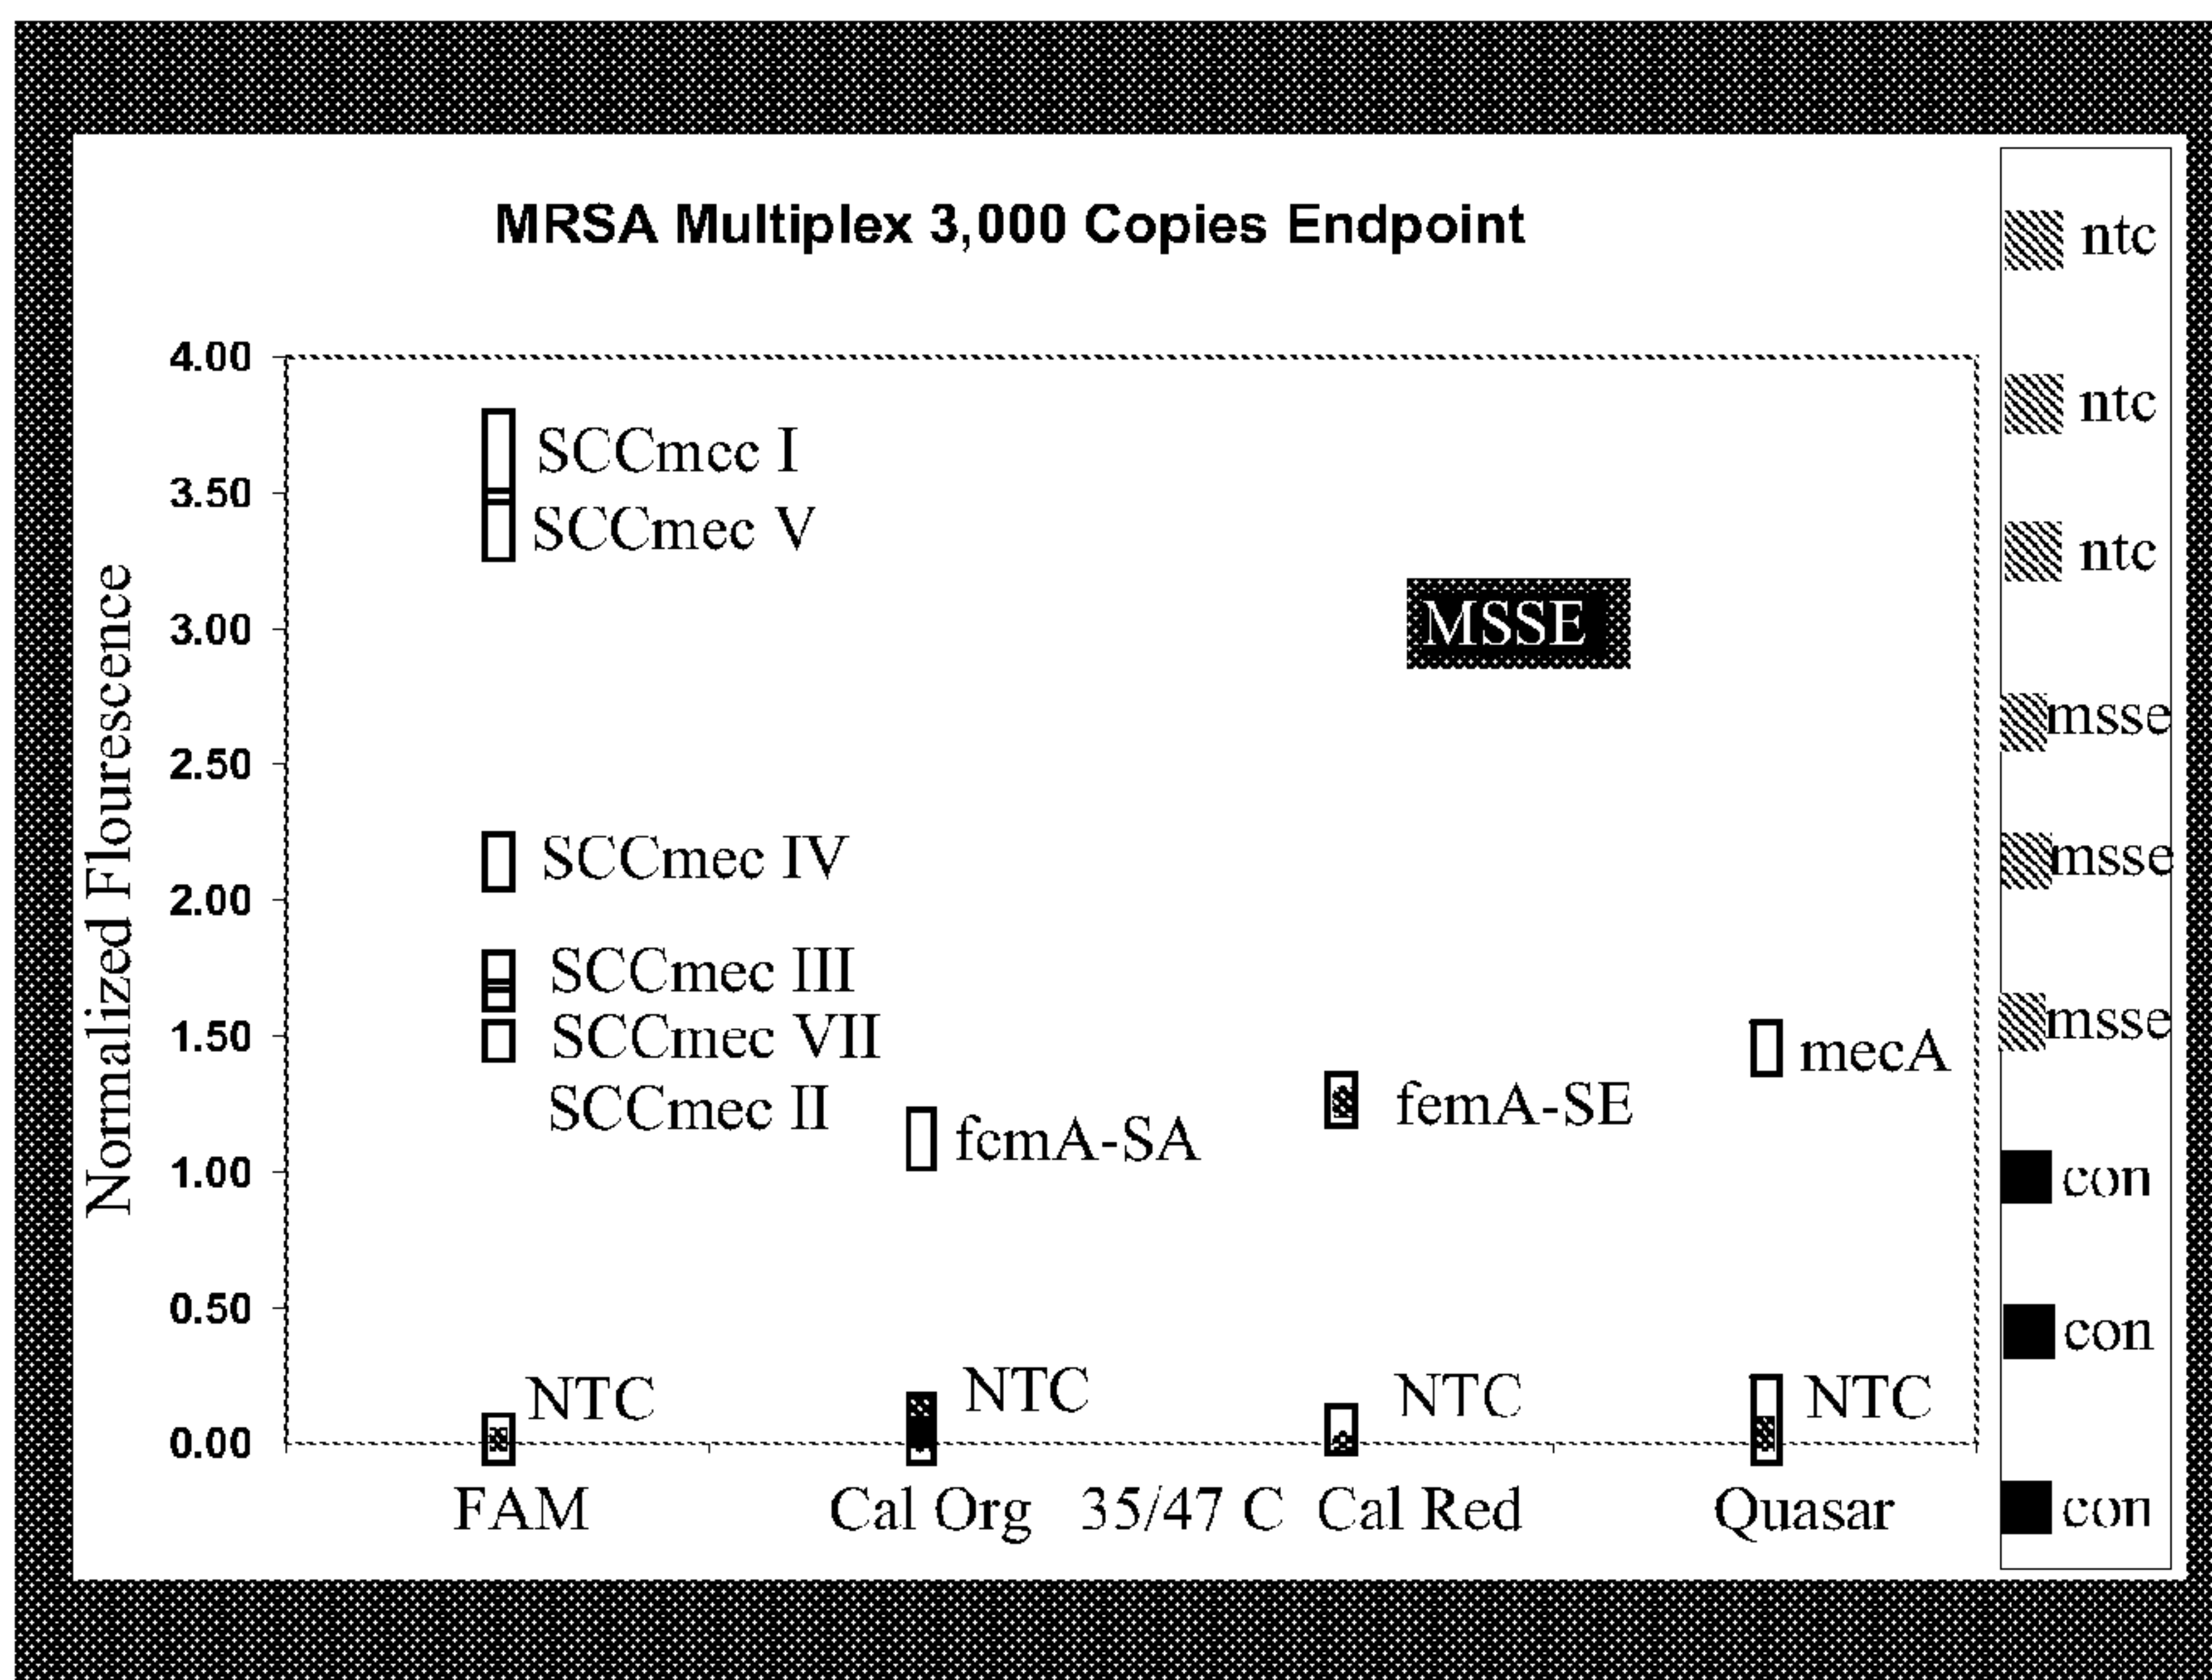 MRSA Multiplex 3,000 Copies Endpoint
Normalized Flourescence
4.00
3.50
3.00
2.50
2.00
1.50
1.00
0.50
0.00
SCCmcc I
SCCmec V
SCCmec IV
SCCmec III
SCCmec VII
SCCmec II
fcmA-SA
MSSE
femA-SE
mecA
NTC
NTC
NTC
NTC
FAM
Cal Org
35/47 C
Cal Red
Quasar
ntc
ntc
ntc
msse
msse
msse
con
con
con